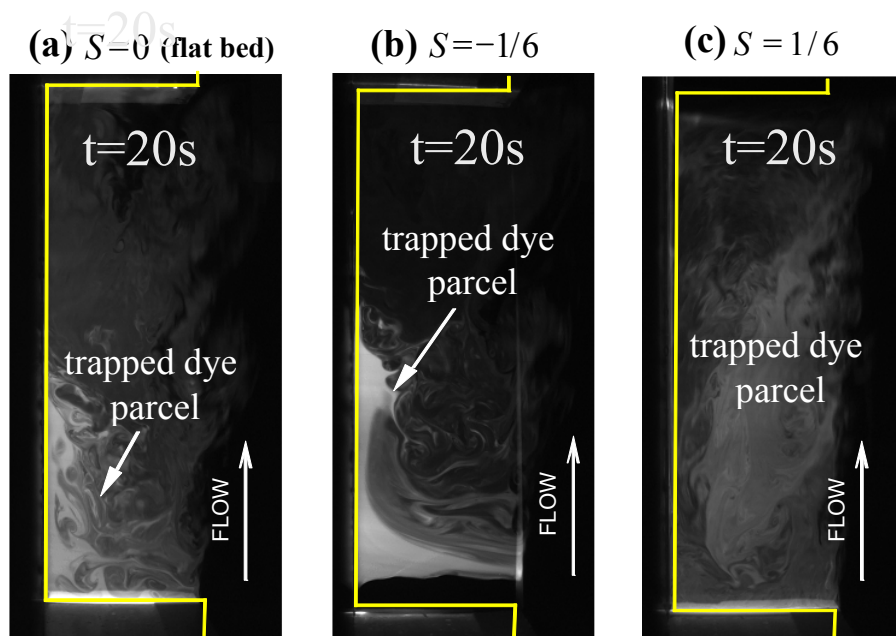 t=20s
(a) S=0 (flat bed)
(b) S=−1/6
(c) S = 1/6
t=20s
t=20s
t=20s
trapped dye
parcel
trapped dye
parcel
trapped dye
parcel
FLOW
FLOW
FLOW